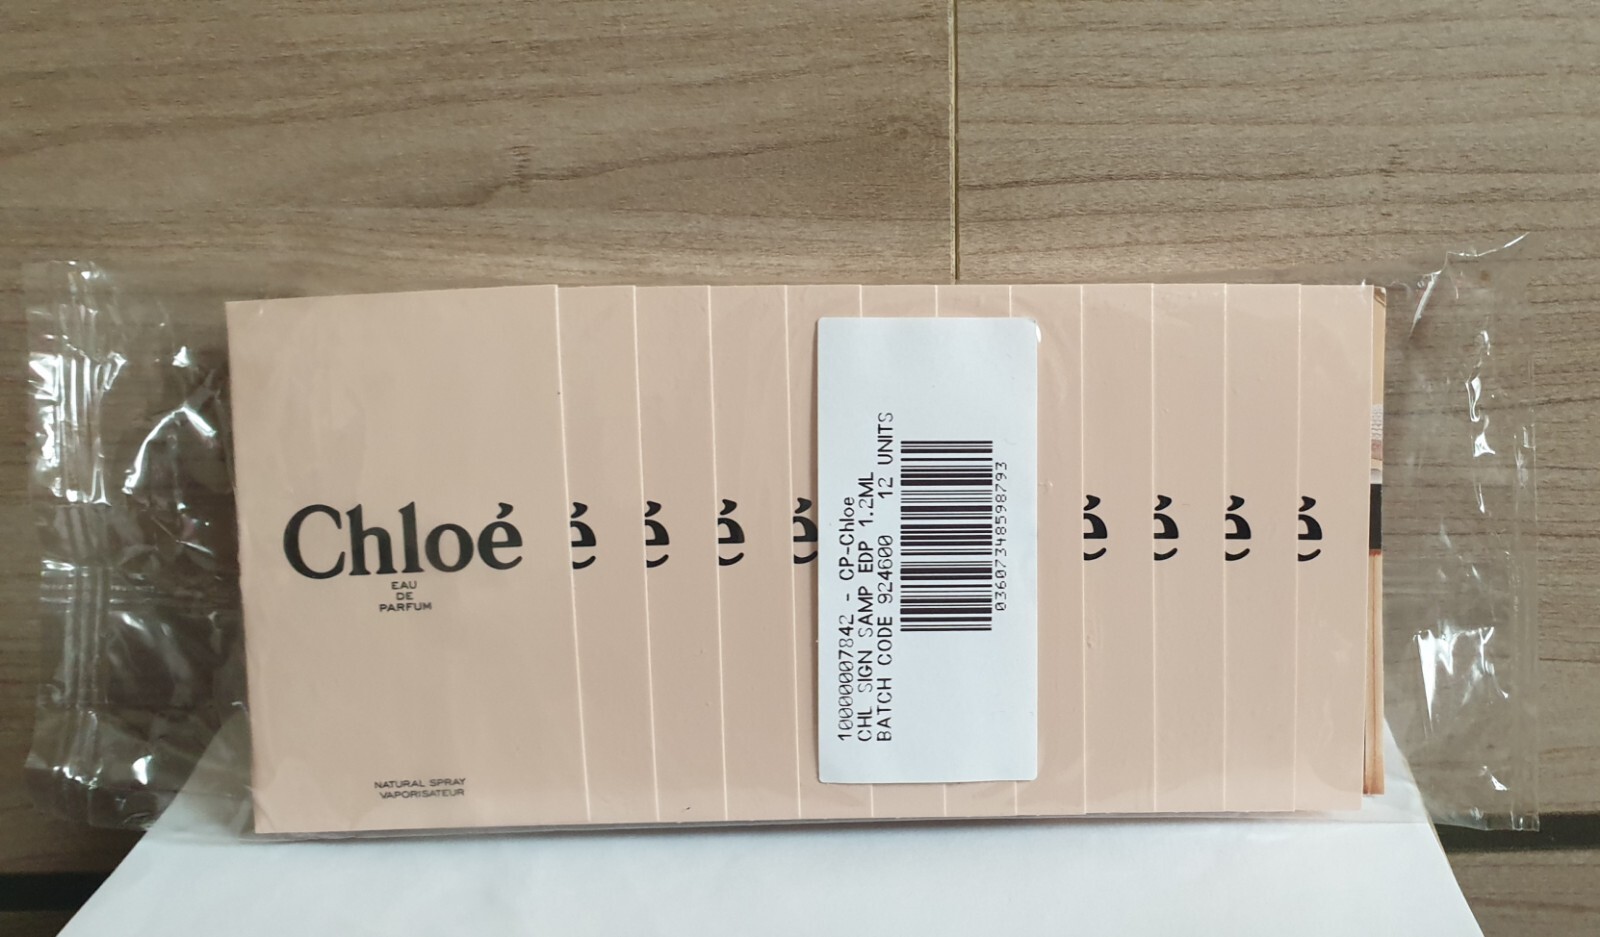 Chloé
EAU
DE
PARFUM
NATURAL SPRAY
VAPORISATEUR
é
é
é
é
1000007842 - CP-Chloe
CHL SIGN SAMP EDP 1.2ML
BATCH CODE 924600 12 UNITS
03607348598793
é
é
é
é